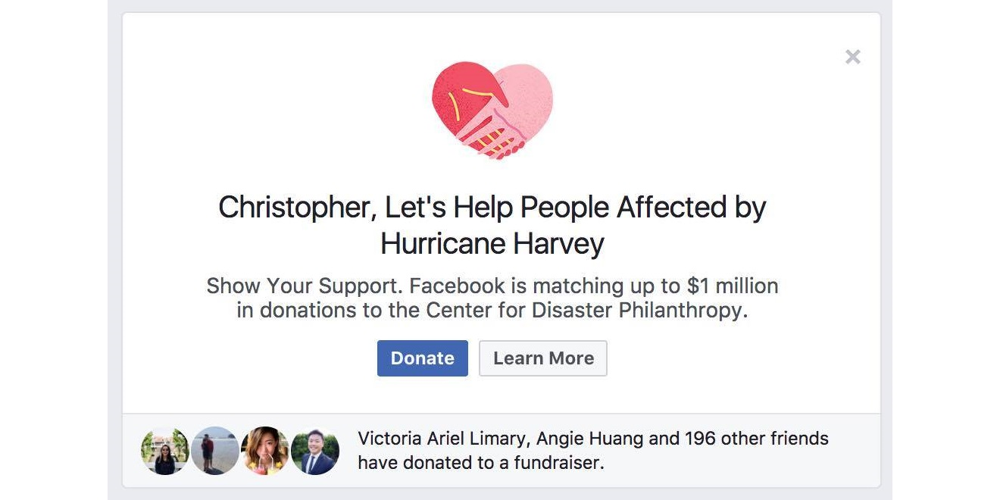 Christopher, Let's Help People Affected by
Hurricane Harvey
Show Your Support. Facebook is matching up to $1 million
in donations to the Center for Disaster Philanthropy.
Donate
Learn More
Victoria Ariel Limary, Angie Huang and 196 other friends
have donated to a fundraiser.